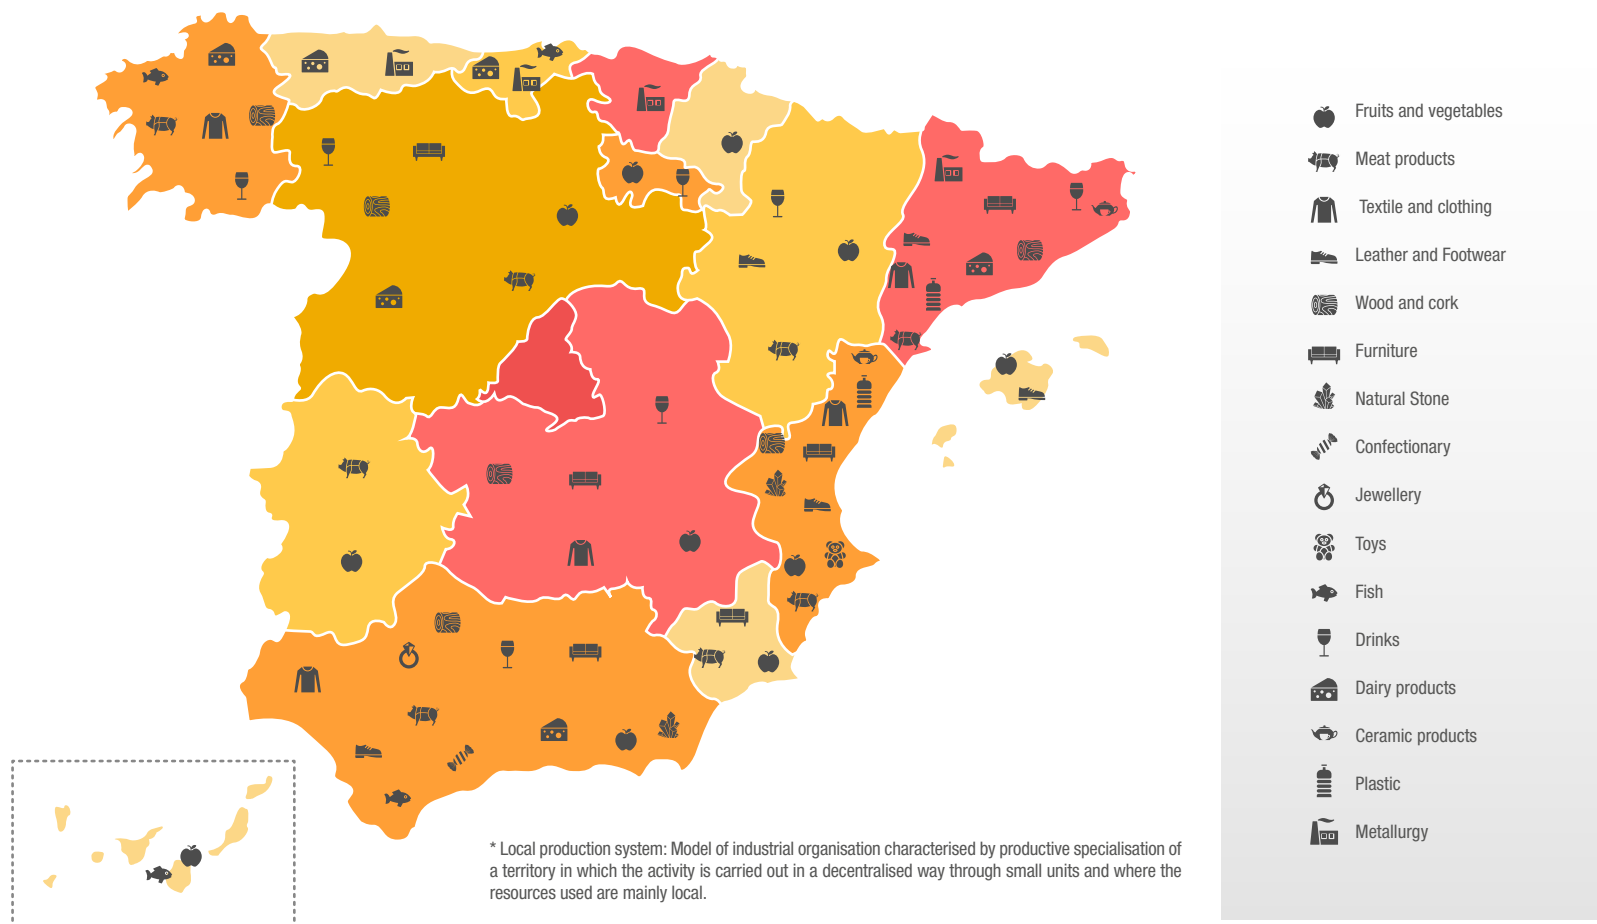 Fruits and vegetables
Meat products
Textile and clothing
Leather and Footwear
Wood and cork
Furniture
Natural Stone
Confectionary
Jewellery
Toys
Fish
Drinks
Dairy products
Ceramic products
Plastic
Metallurgy
* Local production system: Model of industrial organisation characterised by productive specialisation of
a territory in which the activity is carried out in a decentralised way through small units and where the
resources used are mainly local.